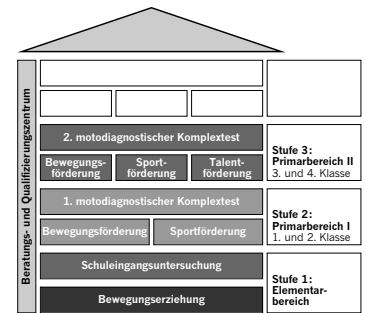 Beratungs- und Qualifizierungszentrum
2. motodiagnostischer Komplextest
Bewegungs-
förderung
Sport-
förderung
Talent-
förderung
Stufe 3:
Primarbereich II
3. und 4. Klasse
1. motodiagnostischer Komplextest
Bewegungsförderung
Sportförderung
Stufe 2:
Primarbereich I
1. und 2. Klasse
Schuleingangsuntersuchung
Bewegungserziehung
Stufe 1:
Elementar-
bereich